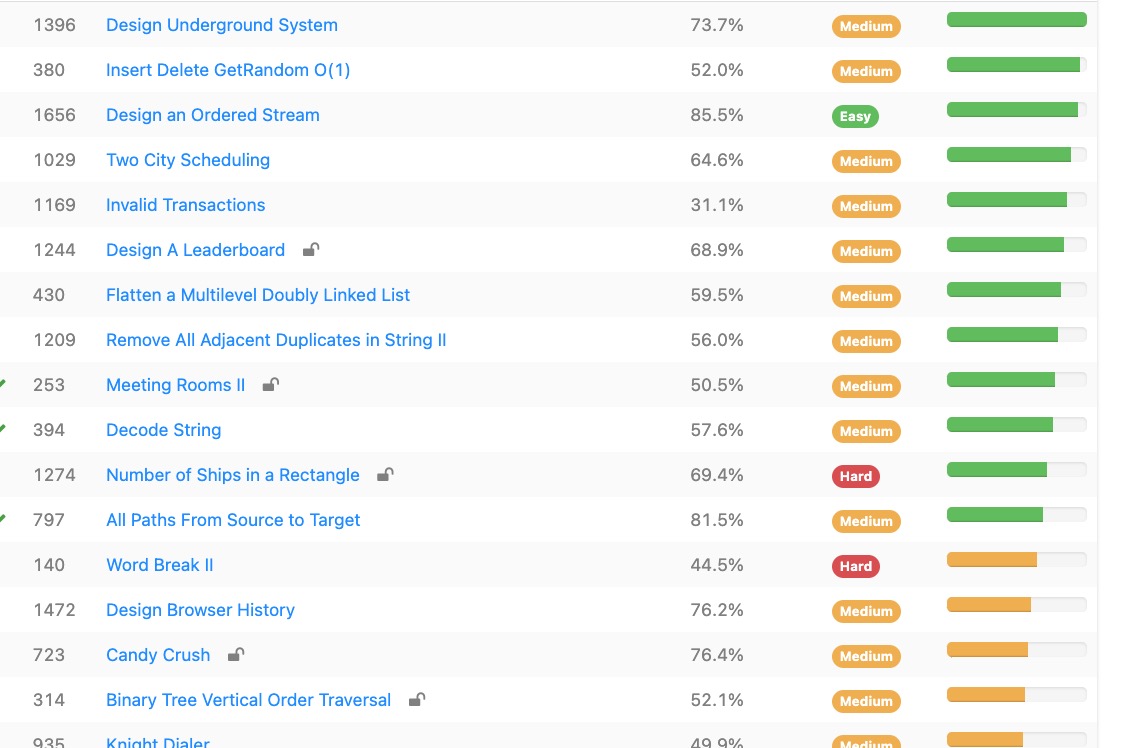 1396 Design Underground System 73.7% Medium
380 Insert Delete GetRandom O(1) 52.0% Medium
1656 Design an Ordered Stream 85.5% Easy
1029 Two City Scheduling 64.6% Medium
1169 Invalid Transactions 31.1% Medium
1244 Design A Leaderboard 68.9% Medium
430 Flatten a Multilevel Doubly Linked List 59.5% Medium
1209 Remove All Adjacent Duplicates in String II 56.0% Medium
253 Meeting Rooms II 50.5% Medium
394 Decode String 57.6% Medium
1274 Number of Ships in a Rectangle 69.4% Hard
797 All Paths From Source to Target 81.5% Medium
140 Word Break II 44.5% Hard
1472 Design Browser History 76.2% Medium
723 Candy Crush 76.4% Medium
314 Binary Tree Vertical Order Traversal 52.1% Medium
935 Knight Dialer 49.9% Medium